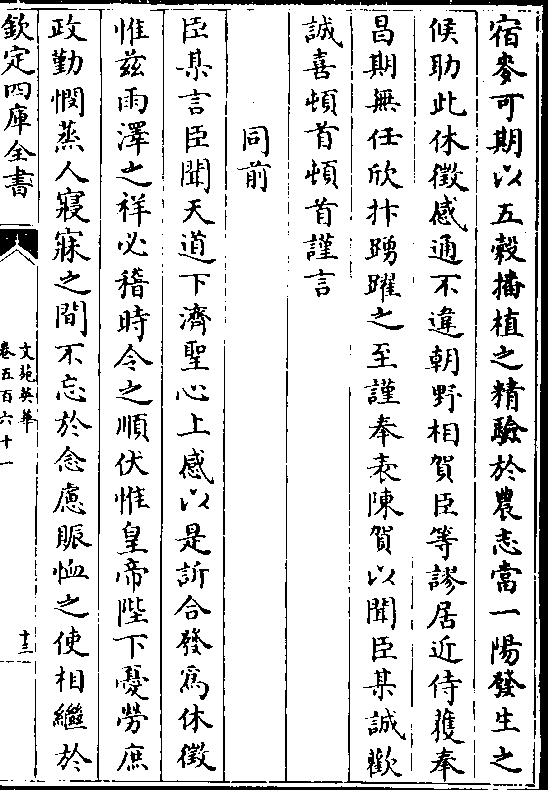 宿麥可期以五穀播植之精驗於農志當一陽發生之
候助此休徴感通不違朝野相賀臣等謬居近侍獲奉
昌期無任欣抃踴躍之至謹奉表陳賀以聞臣某誠歡
誠喜頓首頓首謹言
同前
臣某言臣聞天道下濟聖心上感以是訢合發爲休徴
惟兹雨澤之祥必稽時令之順伏惟皇帝陛下憂勞庶
政勤憫蒸人寢寐之間不忘於念慮賑恤之使相繼於
欽定四庫全書
文苑英華
卷五百六十一
十三